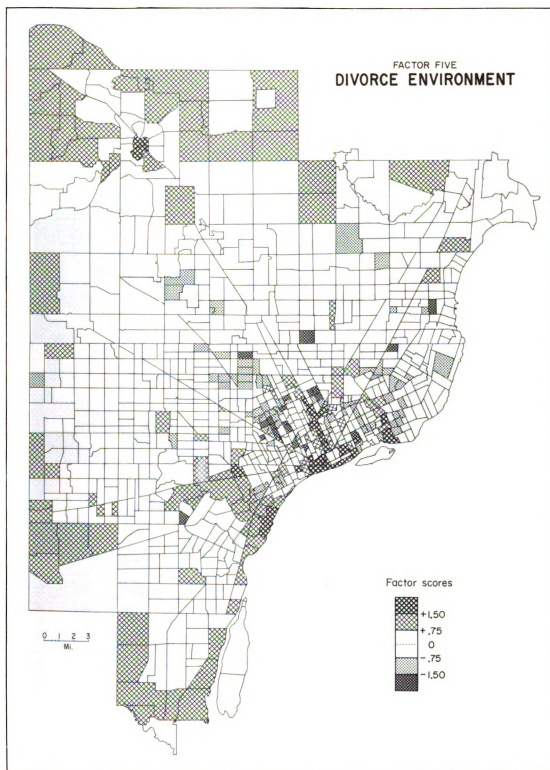 FACTOR FIVE
DIVORCE ENVIRONMENT
Factor scores
+1.50
+.75
0
-.75
-1.50
0 1 2 3
Mi.